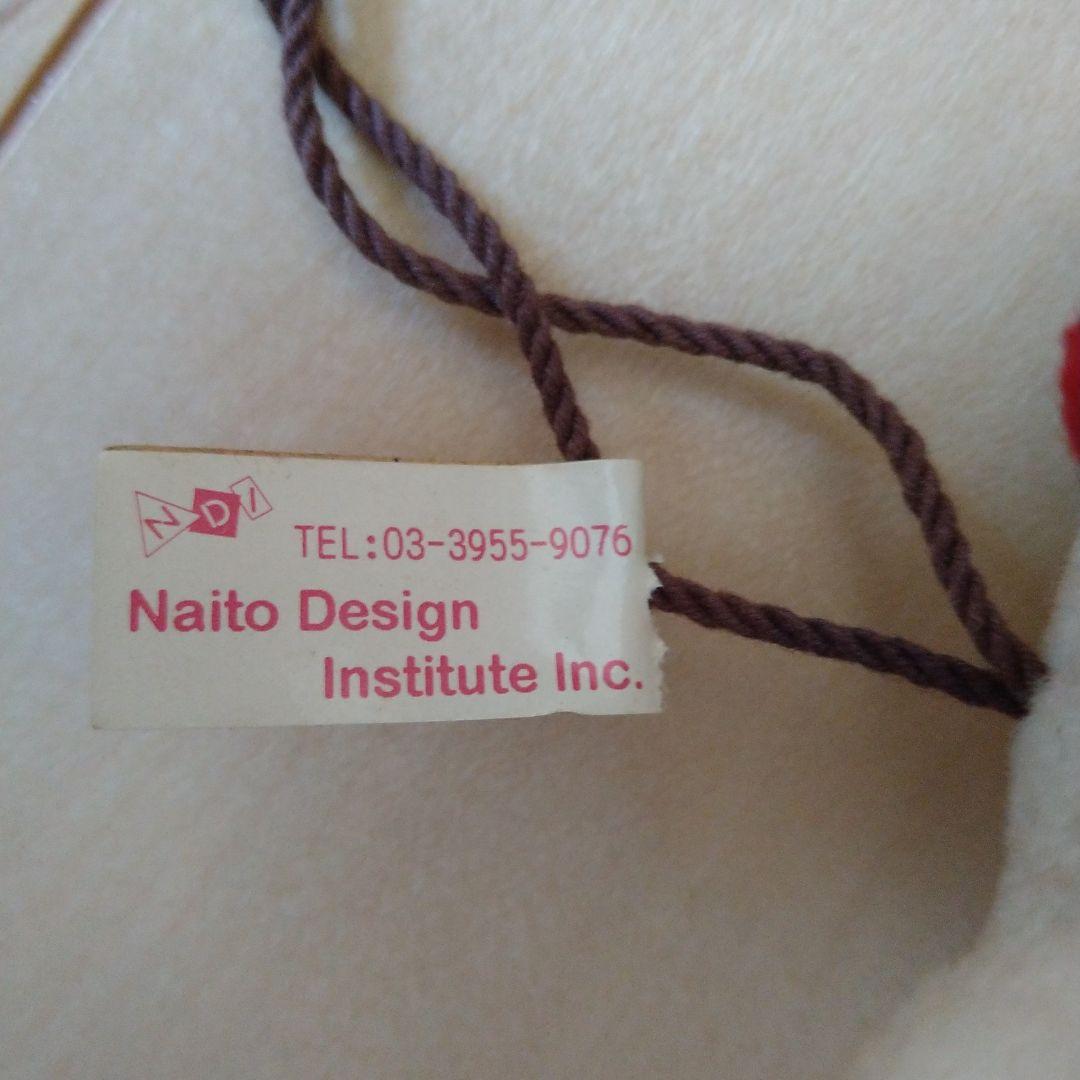 NDI
TEL:03-3955-9076
Naito Design
Institute Inc.